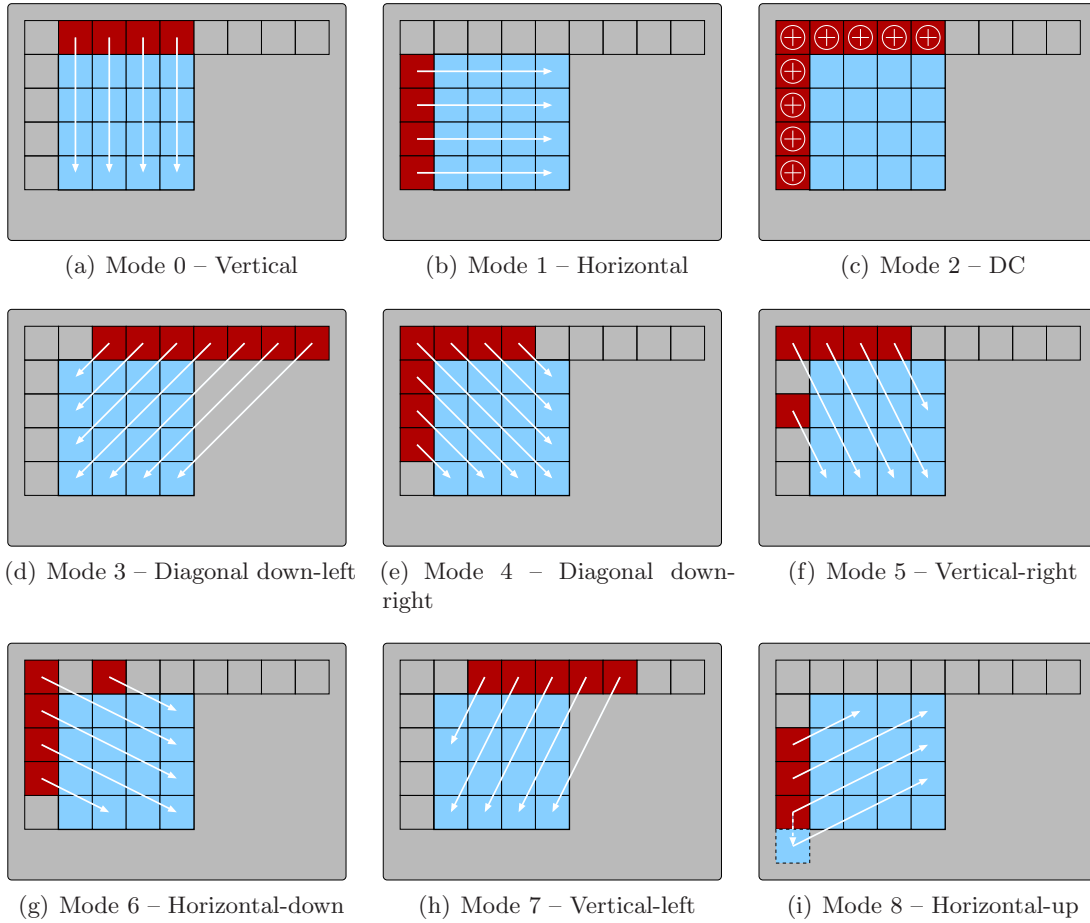 (a) Mode 0 – Vertical
(b) Mode 1 – Horizontal
(c) Mode 2 – DC
(d) Mode 3 – Diagonal down-left
(e) Mode 4 – Diagonal down-
right
(f) Mode 5 – Vertical-right
(g) Mode 6 – Horizontal-down
(h) Mode 7 – Vertical-left
(i) Mode 8 – Horizontal-up